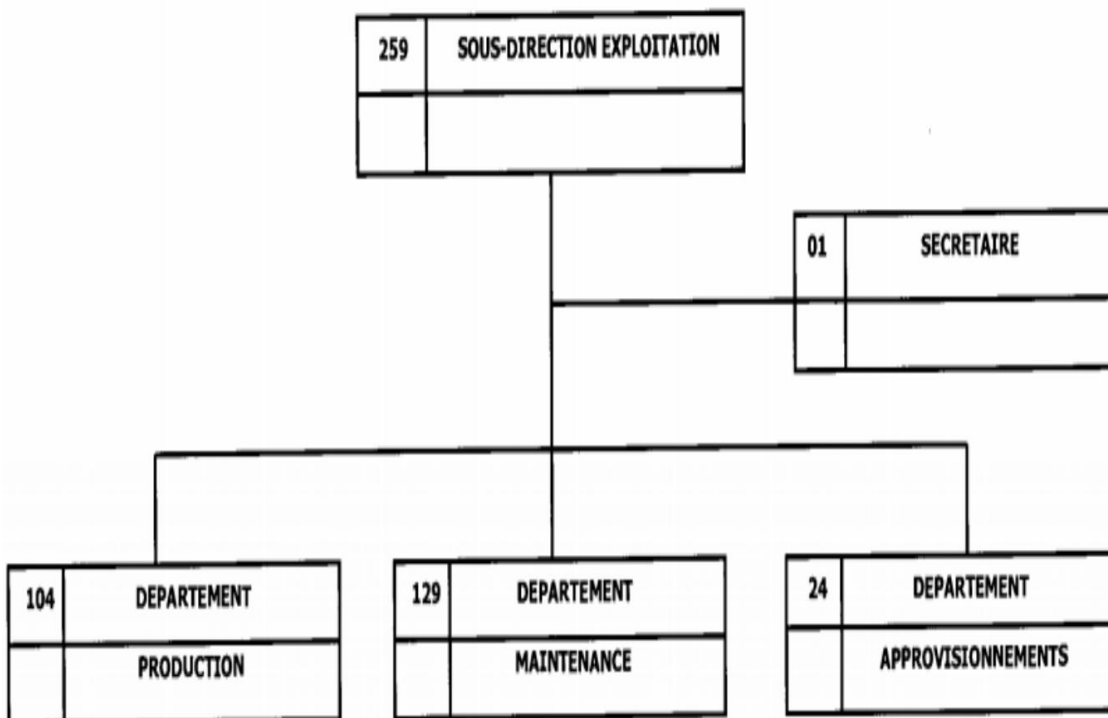 259 SOUS-DIRECTION EXPLOITATION
01 SECRETAIRE
104 DEPARTEMENT
PRODUCTION
129 DEPARTEMENT
MAINTENANCE
24 DEPARTEMENT
APPROVISIONNEMENTS